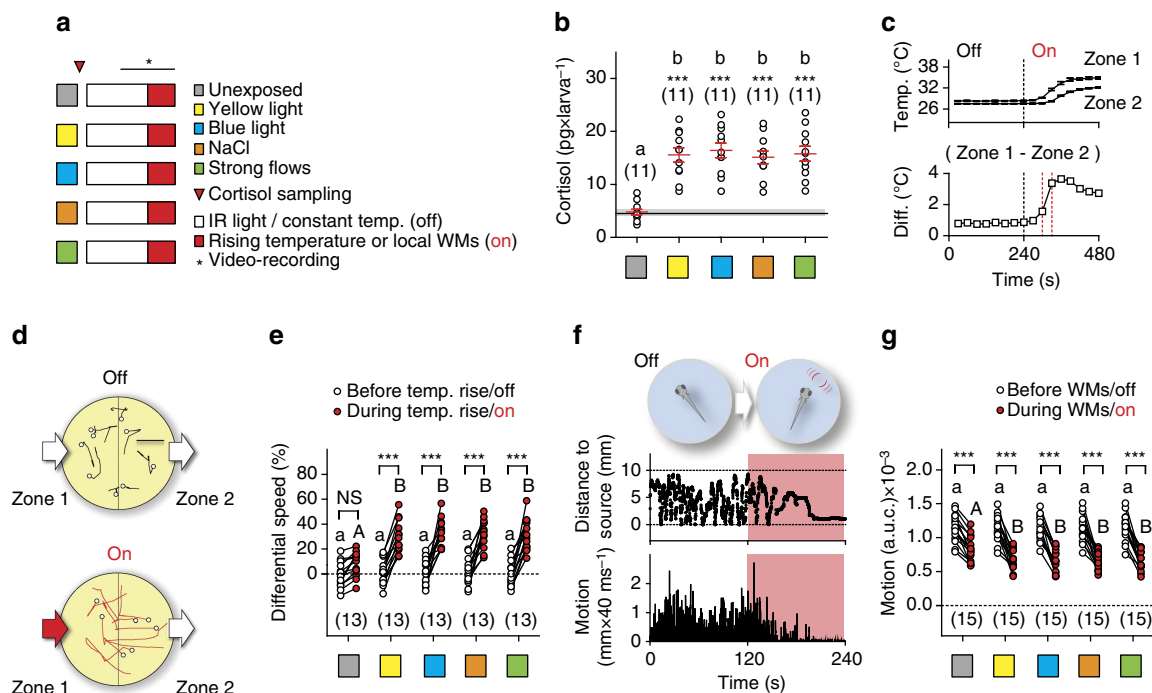 a
*
Unexposed
Yellow light
Blue light
NaCl
Strong flows
Cortisol sampling
IR light / constant temp. (off)
Rising temperature or local WMs (on)
* Video-recording
b
Cortisol (pg×larva⁻¹)
30
20
10
0
a
(11)
b b b b
*** *** *** ***
(11) (11) (11) (11)
c
Temp. (°C)
38
32
26
Off On
Zone 1
Zone 2
( Zone 1 - Zone 2 )
Diff. (°C)
4
2
0
0 240 480
Time (s)
d
Off
Zone 1 Zone 2
On
Zone 1 Zone 2
e
Before temp. rise/off
During temp. rise/on
Differential speed (%)
80
60
40
20
0
NS *** *** *** ***
a A a B a B a B a B
(13) (13) (13) (13) (13)
f
Off On
Distance to
source (mm)
10
5
0
Motion
(mm×40 ms⁻¹)
2
1
0
0 120 240
Time (s)
g
Before WMs/off
During WMs/on
Motion (a.u.c.)×10⁻³
2.0
1.5
1.0
0.5
0.0
*** *** *** *** ***
a A a B a B a B a B
(15) (15) (15) (15) (15)